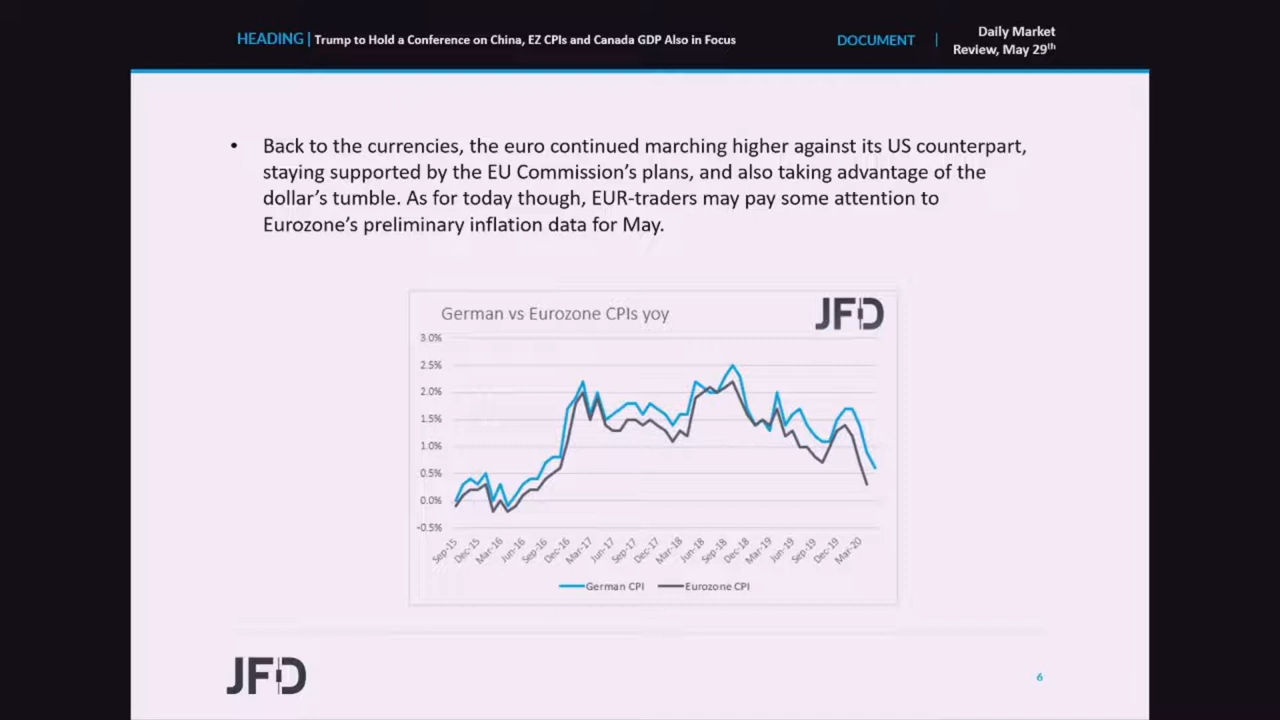 HEADING | Trump to Hold a Conference on China, EZ CPIs and Canada GDP Also in Focus
DOCUMENT | Daily Market
Review, May 29th
• Back to the currencies, the euro continued marching higher against its US counterpart,
staying supported by the EU Commission’s plans, and also taking advantage of the
dollar’s tumble. As for today though, EUR-traders may pay some attention to
Eurozone’s preliminary inflation data for May.
German vs Eurozone CPIs yoy
JFD
3.0%
2.5%
2.0%
1.5%
1.0%
0.5%
0.0%
-0.5%
Sep-15
Dec-15
Mar-16
Jun-16
Sep-16
Dec-16
Mar-17
Jun-17
Sep-17
Dec-17
Mar-18
Jun-18
Sep-18
Dec-18
Mar-19
Jun-19
Sep-19
Dec-19
Mar-20
German CPI
Eurozone CPI
JFD
6